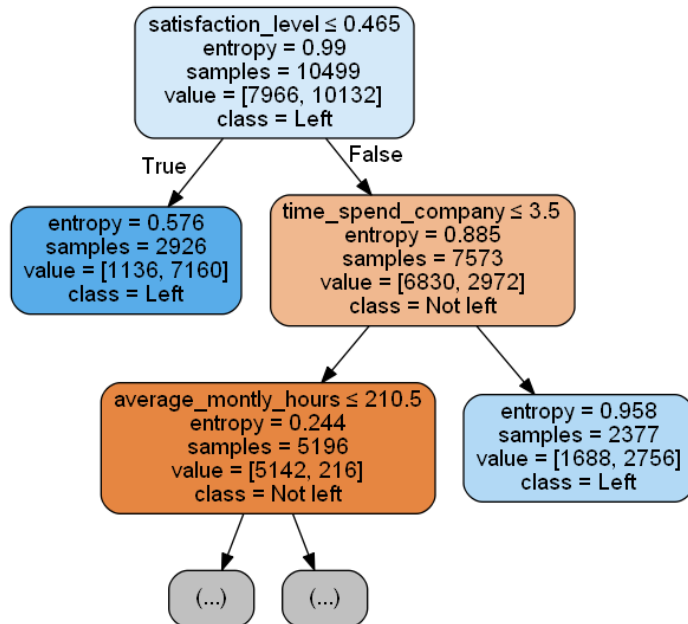 satisfaction_level ≤ 0.465
entropy = 0.99
samples = 10499
value = [7966, 10132]
class = Left
True
False
entropy = 0.576
samples = 2926
value = [1136, 7160]
class = Left
time_spend_company ≤ 3.5
entropy = 0.885
samples = 7573
value = [6830, 2972]
class = Not left
average_montly_hours ≤ 210.5
entropy = 0.244
samples = 5196
value = [5142, 216]
class = Not left
entropy = 0.958
samples = 2377
value = [1688, 2756]
class = Left
(...)
(...)